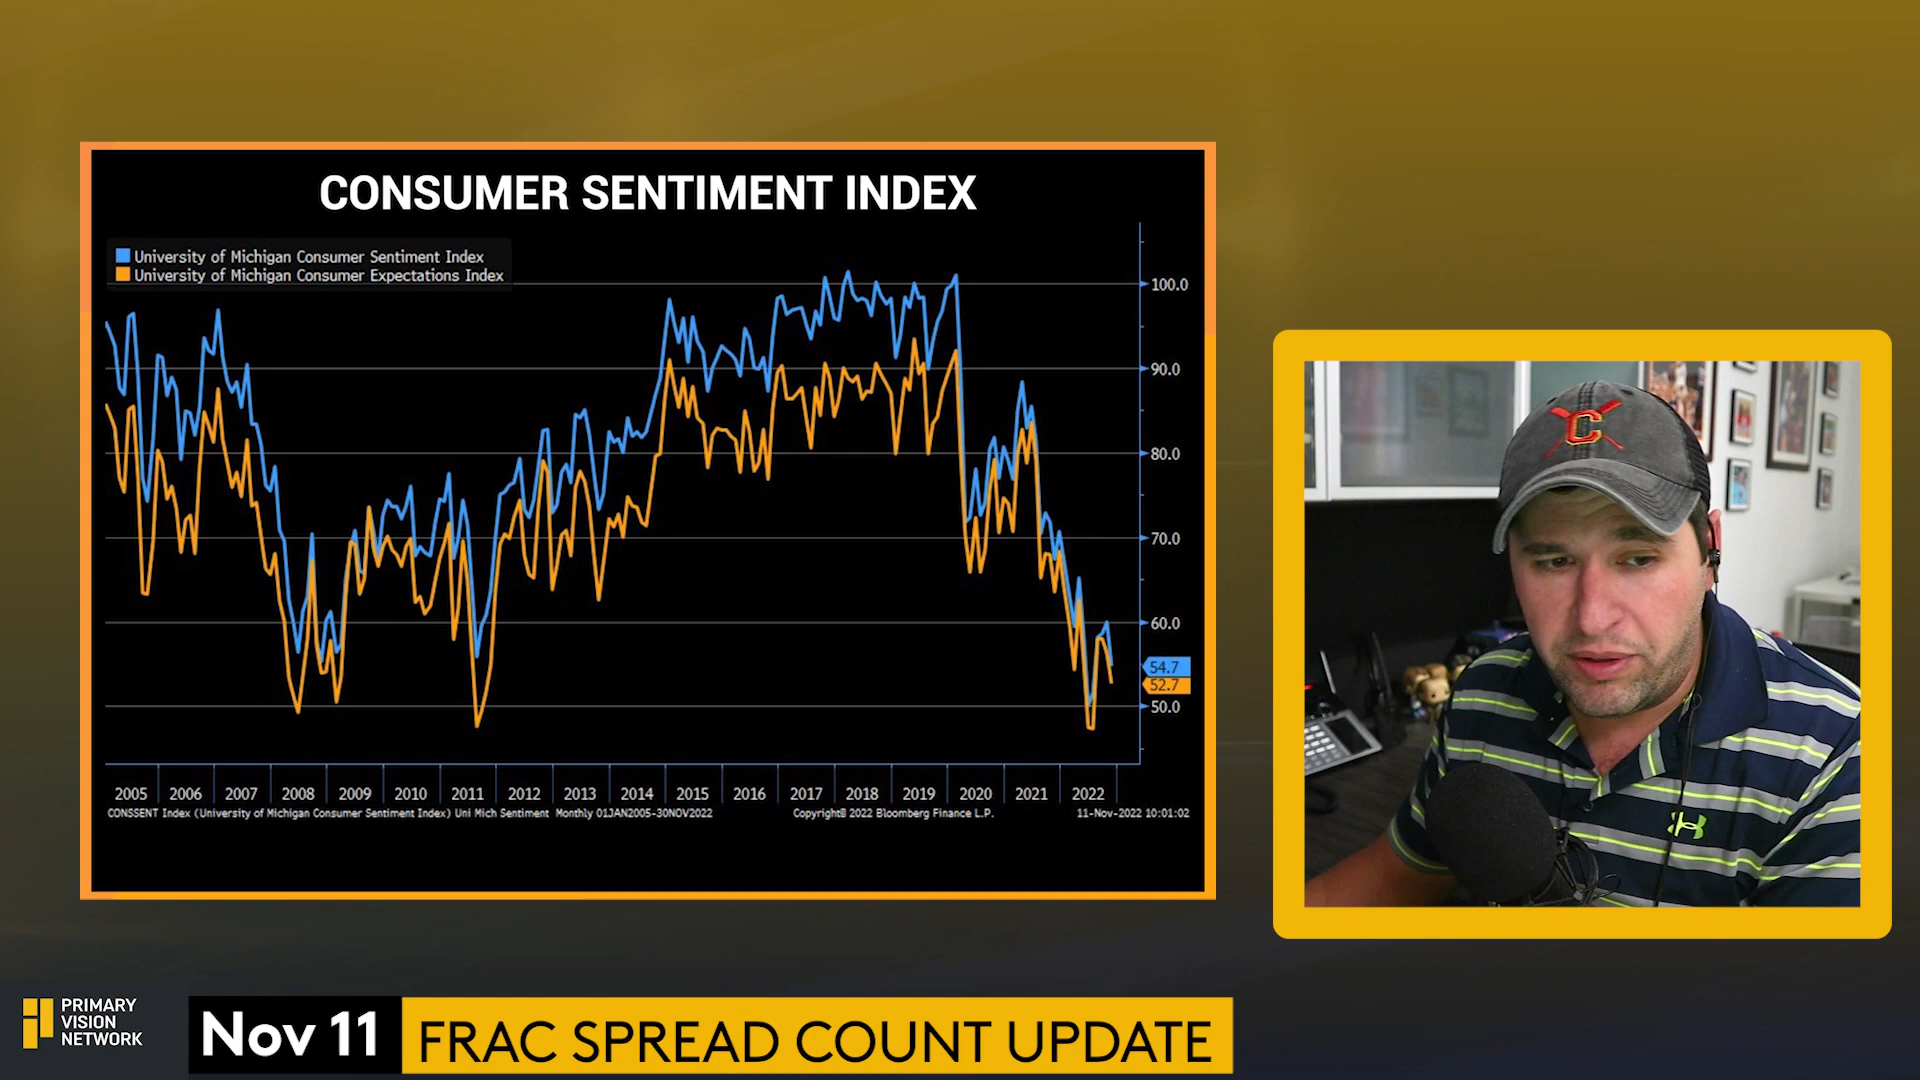 CONSUMER SENTIMENT INDEX
University of Michigan Consumer Sentiment Index
University of Michigan Consumer Expectations Index
100.0
90.0
80.0
70.0
60.0
54.7
52.7
50.0
2005 2006 2007 2008 2009 2010 2011 2012 2013 2014 2015 2016 2017 2018 2019 2020 2021 2022
CONSSENT Index (University of Michigan Consumer Sentiment Index) Uni Mich Sentiment Monthly 01JAN2005-30NOV2022 Copyright© 2022 Bloomberg Finance L.P. 11-Nov-2022 10:01:02
C
PRIMARY
VISION
NETWORK
Nov 11
FRAC SPREAD COUNT UPDATE